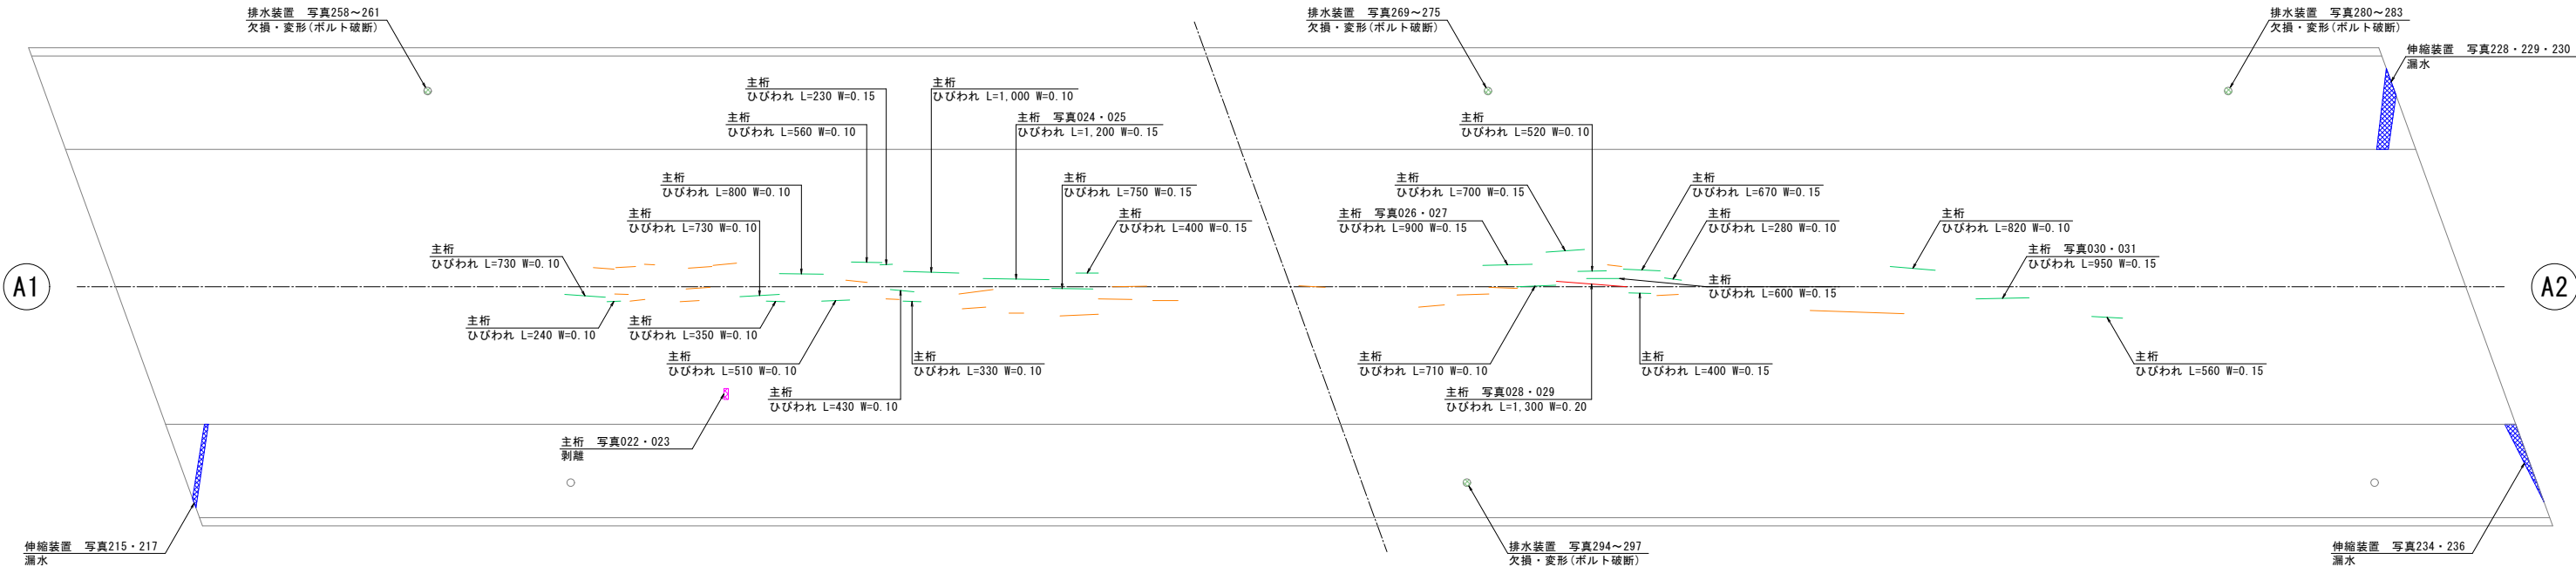 排水装置　写真258～261
欠損・変形(ボルト破断)
排水装置　写真269～275
欠損・変形(ボルト破断)
排水装置　写真280～283
欠損・変形(ボルト破断)
伸縮装置　写真228・229・230
漏水
主桁
ひびわれ L=230 W=0.15
主桁
ひびわれ L=1,000 W=0.10
主桁
ひびわれ L=560 W=0.10
主桁　写真024・025
ひびわれ L=1,200 W=0.15
主桁
ひびわれ L=520 W=0.10
主桁
ひびわれ L=800 W=0.10
主桁
ひびわれ L=750 W=0.15
主桁
ひびわれ L=700 W=0.15
主桁
ひびわれ L=670 W=0.15
主桁
ひびわれ L=730 W=0.10
主桁
ひびわれ L=400 W=0.15
主桁　写真026・027
ひびわれ L=900 W=0.15
主桁
ひびわれ L=280 W=0.10
主桁
ひびわれ L=820 W=0.10
主桁
ひびわれ L=730 W=0.10
主桁　写真030・031
ひびわれ L=950 W=0.15
A1
主桁
ひびわれ L=600 W=0.15
A2
主桁
ひびわれ L=240 W=0.10
主桁
ひびわれ L=350 W=0.10
主桁
ひびわれ L=510 W=0.10
主桁
ひびわれ L=330 W=0.10
主桁
ひびわれ L=710 W=0.10
主桁
ひびわれ L=400 W=0.15
主桁
ひびわれ L=560 W=0.15
主桁
ひびわれ L=430 W=0.10
主桁　写真028・029
ひびわれ L=1,300 W=0.20
主桁　写真022・023
剥離
伸縮装置　写真215・217
漏水
排水装置　写真294～297
欠損・変形(ボルト破断)
伸縮装置　写真234・236
漏水